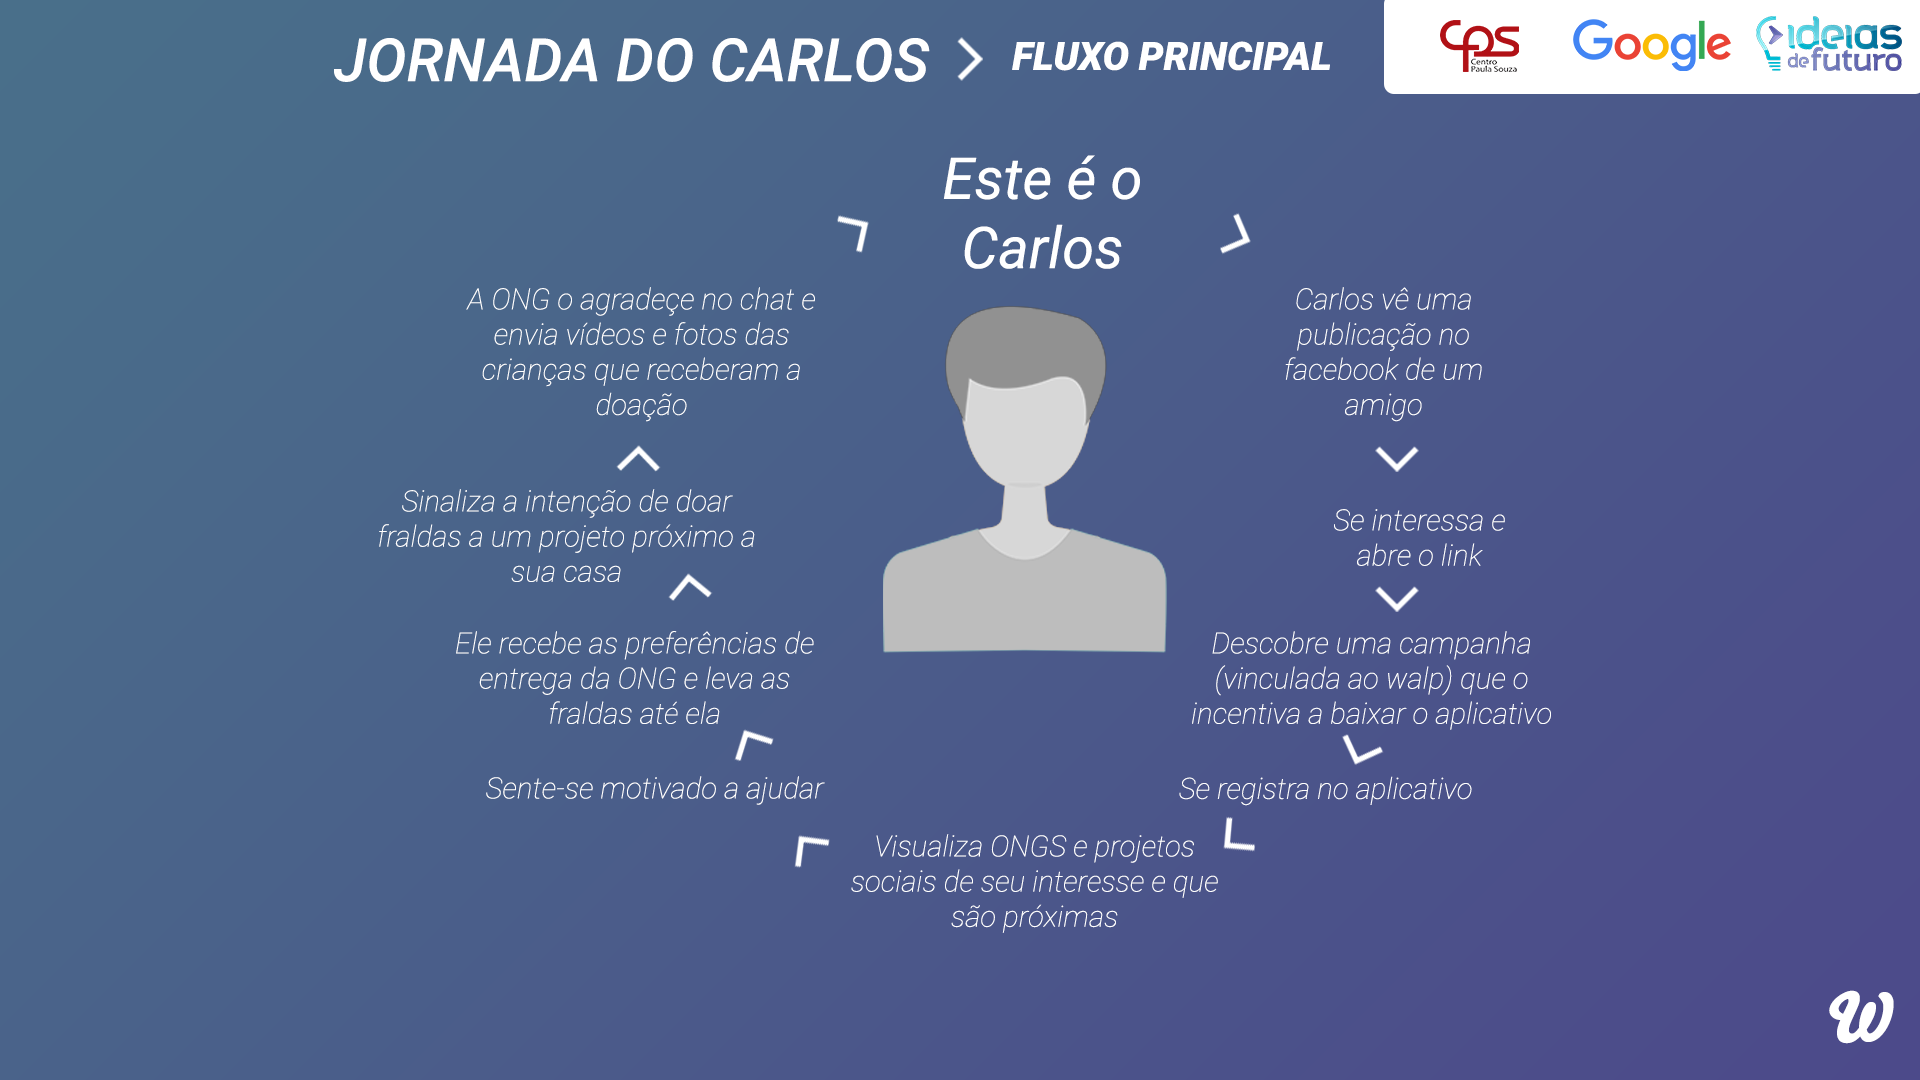 JORNADA DO CARLOS
FLUXO PRINCIPAL
CPS
Centro
Paula Souza
Google
ideias
de futuro
Este é o
Carlos
Carlos vê uma
publicação no
facebook de um
amigo
Se interessa e
abre o link
Descobre uma campanha
(vinculada ao walp) que o
incentiva a baixar o aplicativo
Se registra no aplicativo
Visualiza ONGS e projetos
sociais de seu interesse e que
são próximas
Sente-se motivado a ajudar
Ele recebe as preferências de
entrega da ONG e leva as
fraldas até ela
Sinaliza a intenção de doar
fraldas a um projeto próximo a
sua casa
A ONG o agradeçe no chat e
envia vídeos e fotos das
crianças que receberam a
doação
W